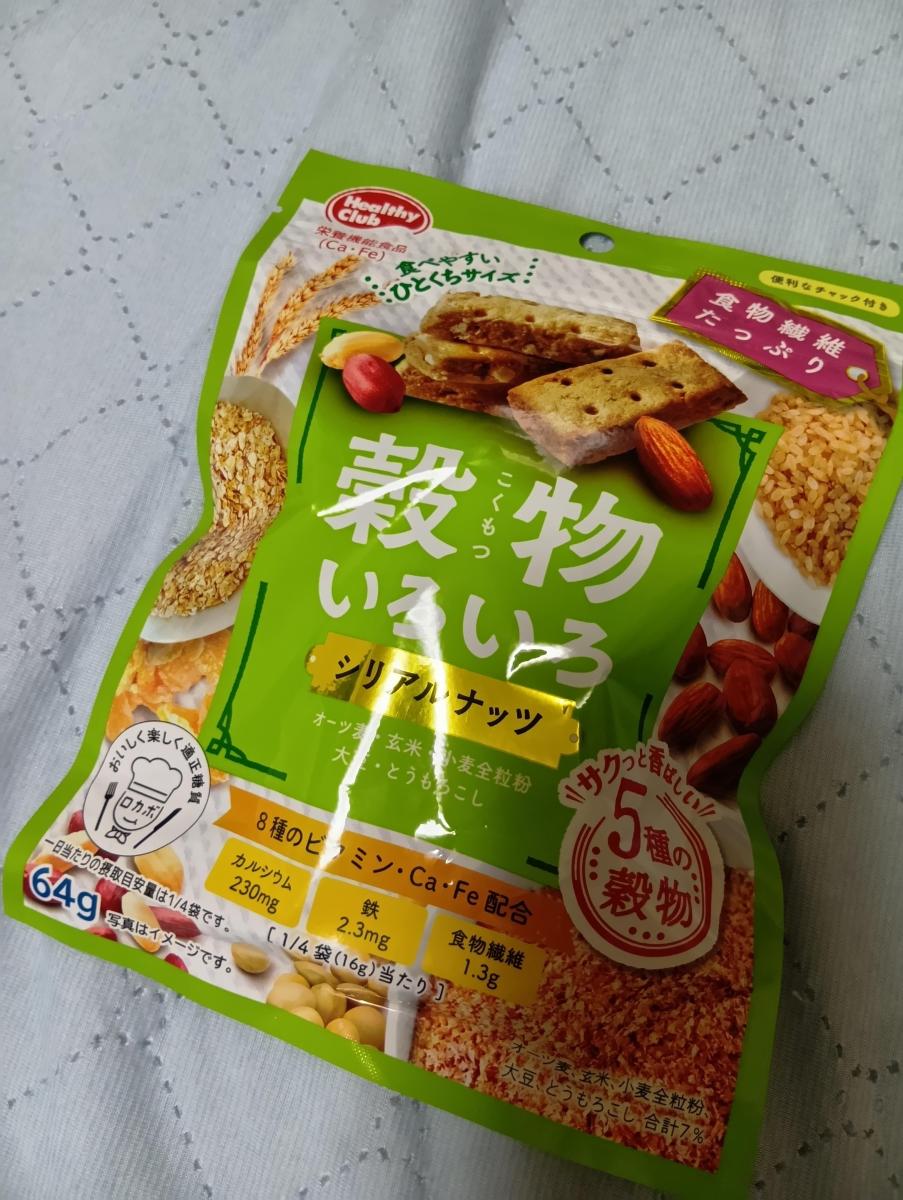 Healthy
Club
栄養機能食品
(Ca・Fe)
食べやすい
ひとくちサイズ
便利なチャック付き
食物繊維
たっぷり
穀物
こくもつ
いろいろ
シリアルナッツ
オーツ麦・玄米・小麦全粒粉
大豆・とうもろこし
サクっと香ばしい
5種の
穀物
おいしく楽しく適正糖質
ロカボ
8種のビタミン・Ca・Fe配合
カルシウム
230mg
鉄
2.3mg
食物繊維
1.3g
[1/4袋(16g)当たり]
一日当たりの摂取目安量は1/4袋です。
64g
写真はイメージです。
オーツ麦、玄米、小麦全粒粉、
大豆、とうもろこし 合計7%